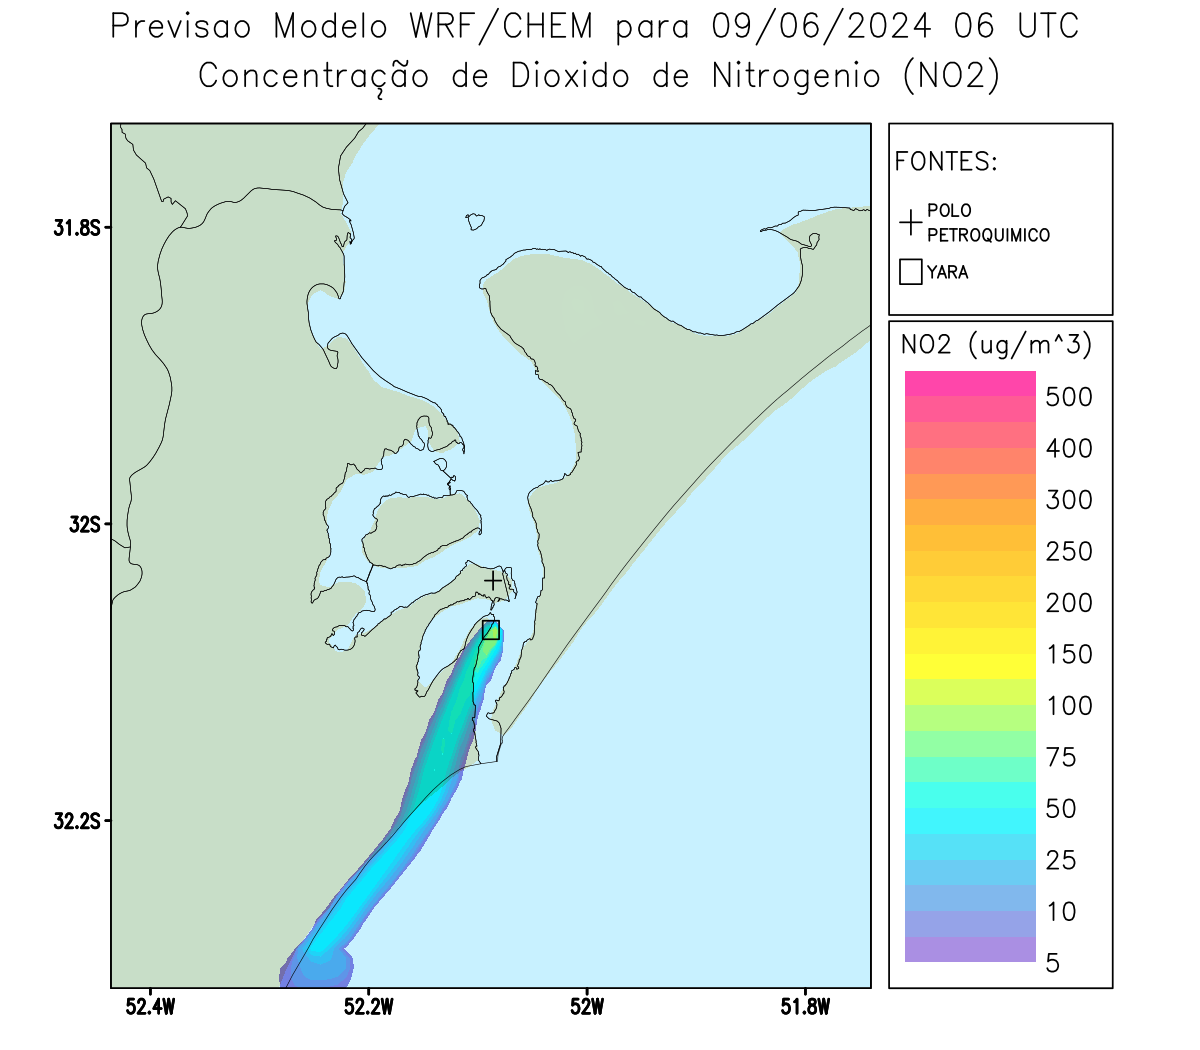 Previsao Modelo WRF/CHEM para 09/06/2024 06 UTC
Concentração de Dioxido de Nitrogenio (NO2)
FONTES:
POLO
PETROQUIMICO
YARA
NO2 (ug/m^3)
500
400
300
250
200
150
100
75
50
25
10
5
31.8S
32S
32.2S
52.4W
52.2W
52W
51.8W